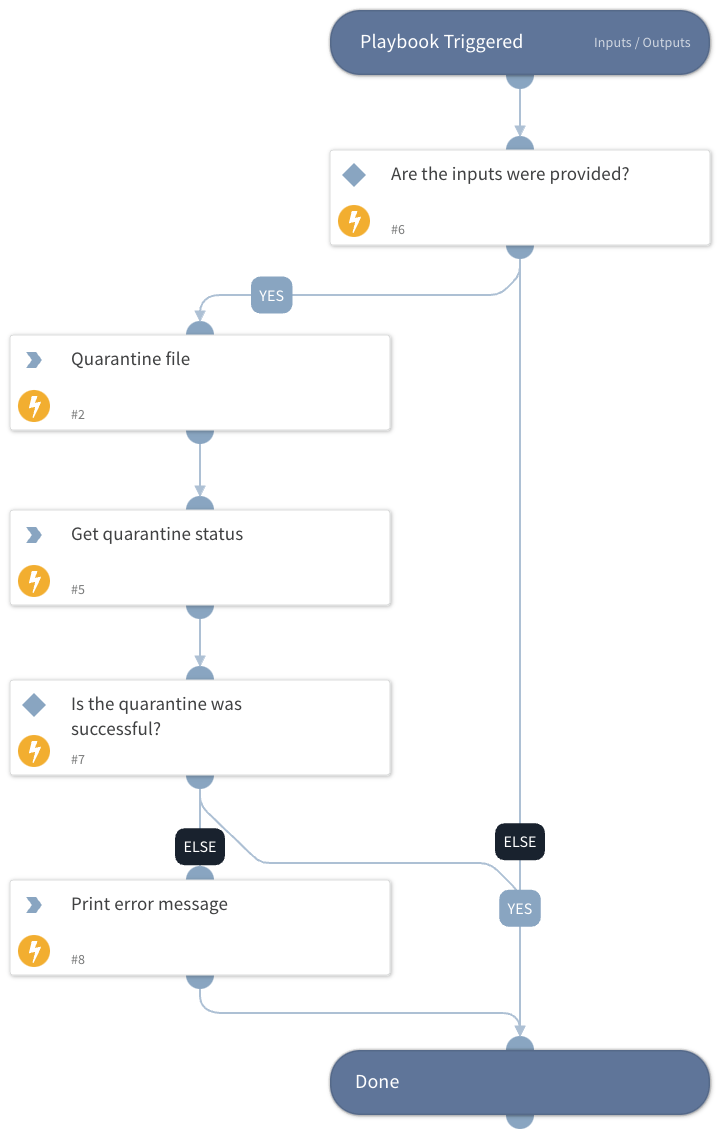 Playbook Triggered
Inputs / Outputs
Are the inputs were provided?
#6
YES
Quarantine file
#2
Get quarantine status
#5
Is the quarantine was
successful?
#7
ELSE
ELSE
Print error message
YES
#8
Done